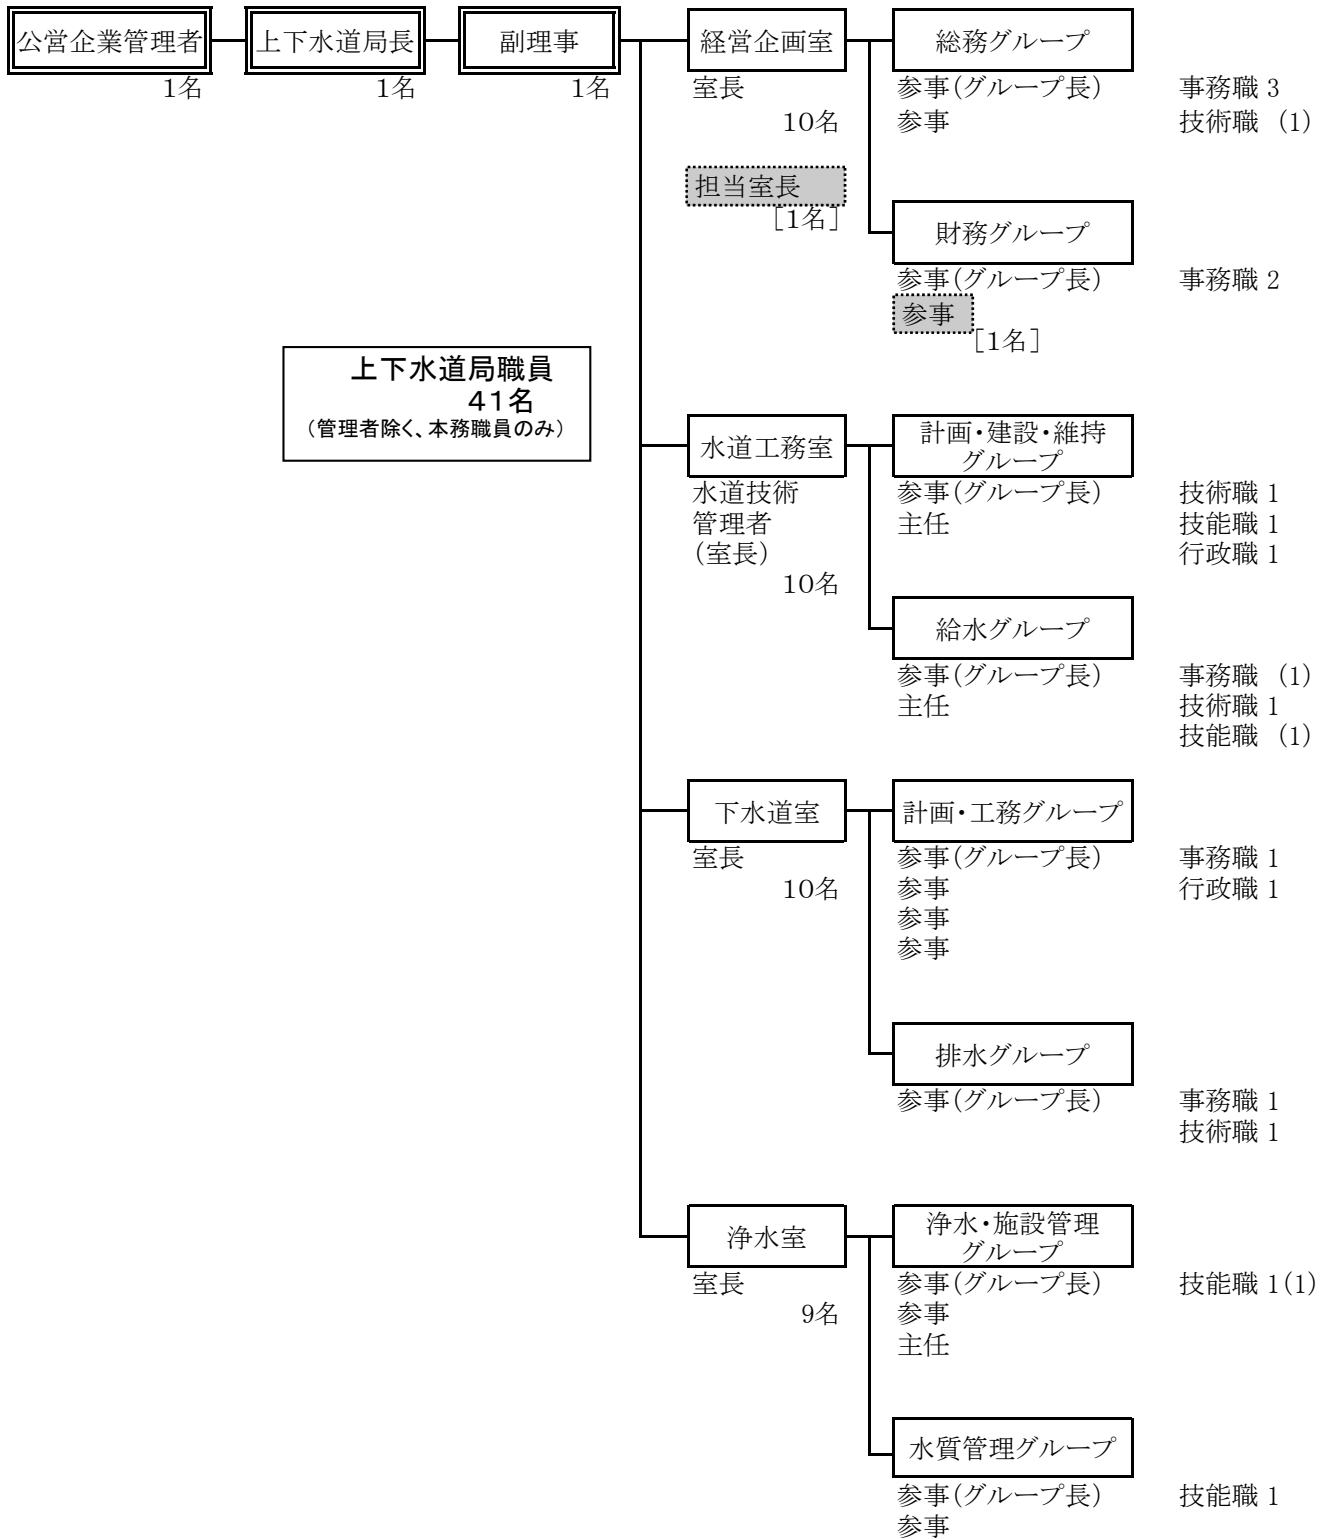 公営企業管理者
1名
上下水道局長
1名
副理事
1名
上下水道局職員
41名
(管理者除く、本務職員のみ)
経営企画室
室長
10名
担当室長
[1名]
総務グループ
参事(グループ長) 事務職 3
参事 技術職 (1)
財務グループ
参事(グループ長) 事務職 2
参事
[1名]
水道工務室
水道技術
管理者
(室長)
10名
計画・建設・維持
グループ
参事(グループ長) 技術職 1
主任 技能職 1
行政職 1
給水グループ
参事(グループ長) 事務職 (1)
主任 技術職 1
技能職 (1)
下水道室
室長
10名
計画・工務グループ
参事(グループ長) 事務職 1
参事 行政職 1
参事
参事
排水グループ
参事(グループ長) 事務職 1
技術職 1
浄水室
室長
9名
浄水・施設管理
グループ
参事(グループ長) 技能職 1(1)
参事
主任
水質管理グループ
参事(グループ長) 技能職 1
参事